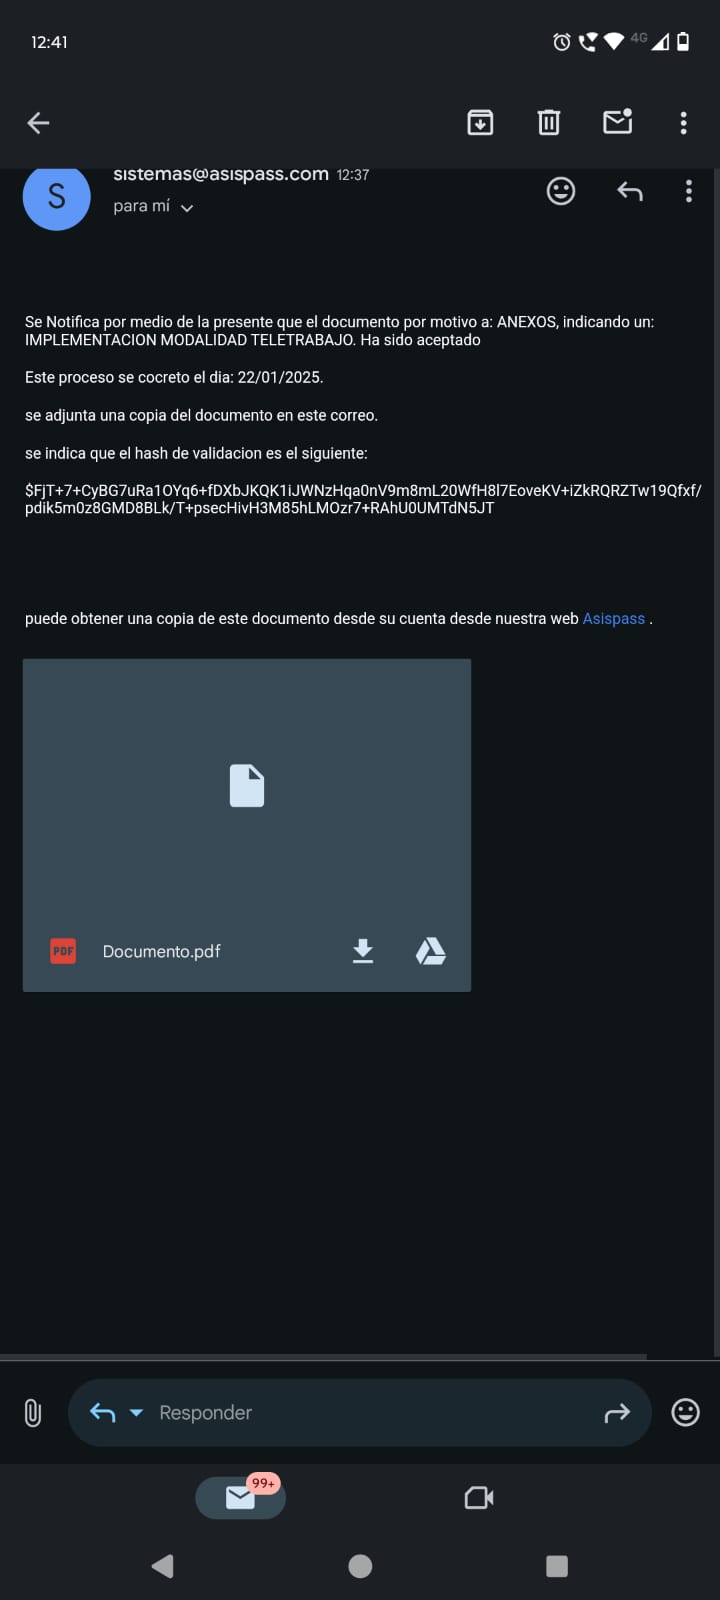 12:41
4G
sistemas@asispass.com 12:37
S
para mí
Se Notifica por medio de la presente que el documento por motivo a: ANEXOS, indicando un:
IMPLEMENTACION MODALIDAD TELETRABAJO. Ha sido aceptado
Este proceso se cocreto el dia: 22/01/2025.
se adjunta una copia del documento en este correo.
se indica que el hash de validacion es el siguiente:
$FjT+7+CyBG7uRa1OYq6+fDXbJKQK1iJWNzHqa0nV9m8mL20WfH8l7EoveKV+iZkRQRZTw19Qfxf/
pdik5m0z8GMD8BLk/T+psecHivH3M85hLMOzr7+RAhU0UMTdN5JT
puede obtener una copia de este documento desde su cuenta desde nuestra web Asispass .
PDF Documento.pdf
Responder
99+